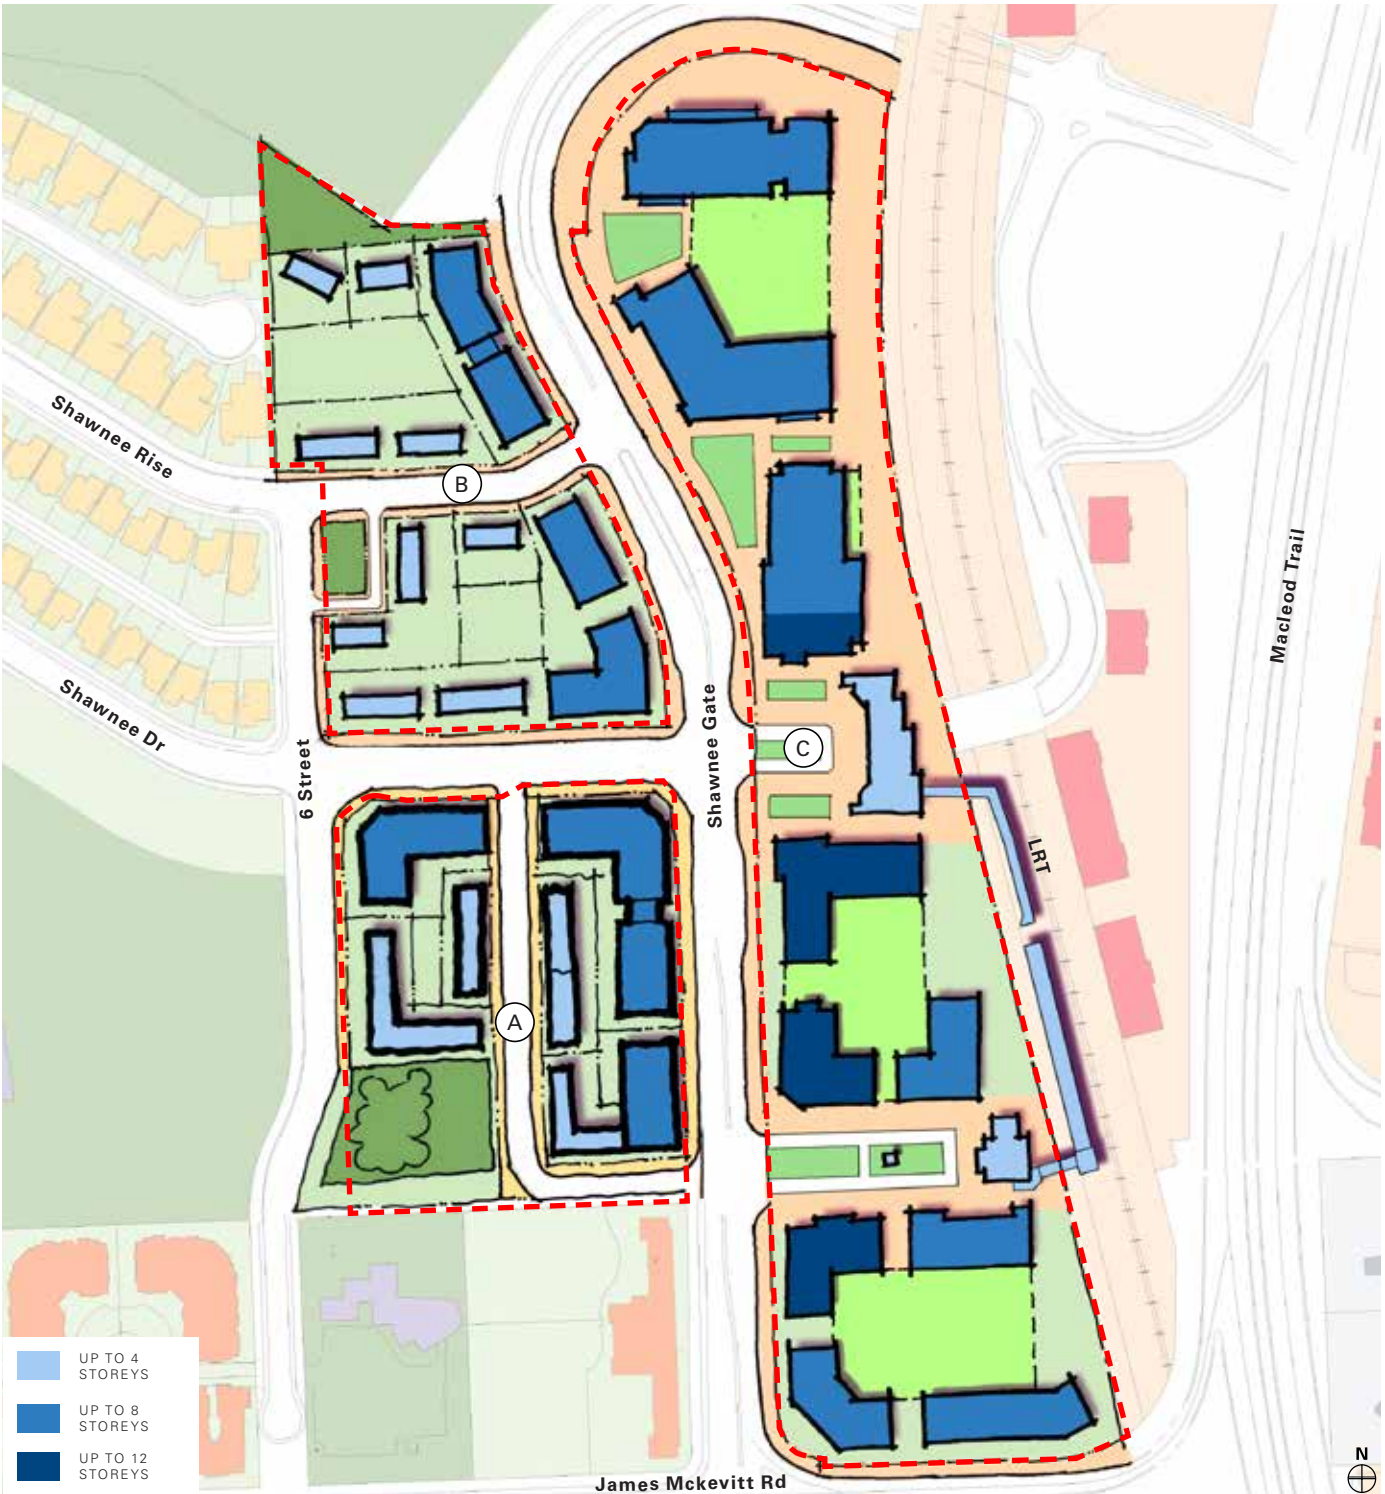 Shawnee Rise
B
Macleod Trail
Shawnee Dr
6 Street
Shawnee Gate
C
LRT
A
UP TO 4
STOREYS
UP TO 8
STOREYS
UP TO 12
STOREYS
James Mckevitt Rd
N